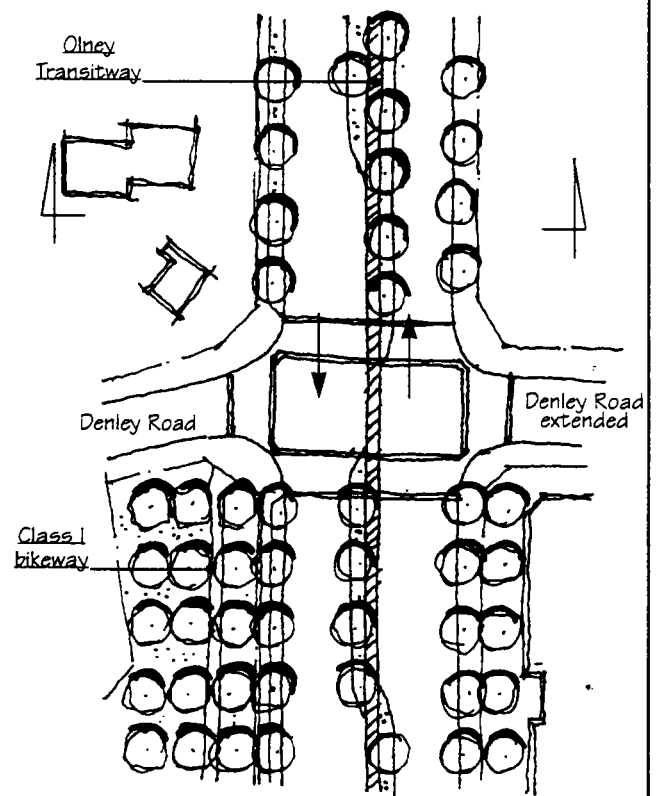 Olney
Transitway
Denley Road
Denley Road
extended
Class I
bikeway